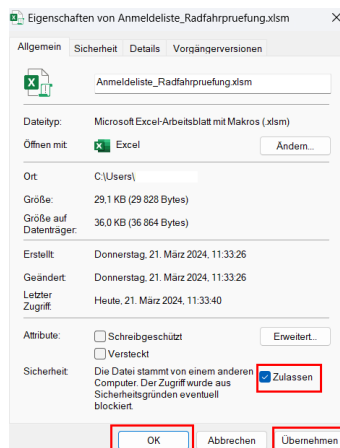 Eigenschaften von Anmeldeliste_Radfahrpruefung.xlsm
Allgemein Sicherheit Details Vorgängerversionen
Anmeldeliste_Radfahrpruefung.xlsm
Dateityp: Microsoft Excel-Arbeitsblatt mit Makros (.xlsm)
Öffnen mit: Excel Ändern...
Ort: C:\Users\
Größe: 29,1 KB (29 828 Bytes)
Größe auf Datenträger: 36,0 KB (36 864 Bytes)
Erstellt: Donnerstag, 21. März 2024, 11:33:26
Geändert: Donnerstag, 21. März 2024, 11:33:26
Letzter Zugriff: Heute, 21. März 2024, 11:33:40
Attribute: Schreibgeschützt Erweitert...
Versteckt
Sicherheit: Die Datei stammt von einem anderen
Computer. Der Zugriff wurde aus
Sicherheitsgründen eventuell
blockiert.
Zulassen
OK Abbrechen Übernehmen